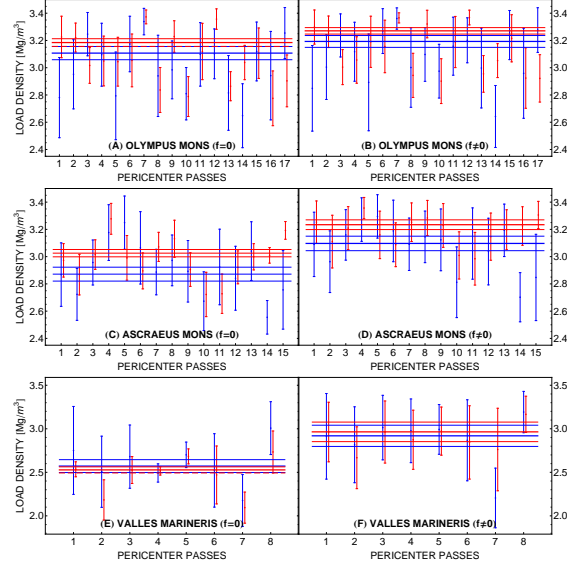 LOAD DENSITY [Mg/m³]
3.4
3.2
3.0
2.8
2.6
2.4
(A) OLYMPUS MONS (f=0)
1 2 3 4 5 6 7 8 9 10 11 12 13 14 15 16 17
PERICENTER PASSES
(B) OLYMPUS MONS (f≠0)
1 2 3 4 5 6 7 8 9 10 11 12 13 14 15 16 17
PERICENTER PASSES
3.4
3.2
3.0
2.8
2.6
2.4
LOAD DENSITY [Mg/m³]
3.4
3.2
3.0
2.8
2.6
2.4
(C) ASCRAEUS MONS (f=0)
1 2 3 4 5 6 7 8 9 10 11 12 13 14 15
PERICENTER PASSES
(D) ASCRAEUS MONS (f≠0)
1 2 3 4 5 6 7 8 9 10 11 12 13 14 15
PERICENTER PASSES
3.4
3.2
3.0
2.8
2.6
2.4
LOAD DENSITY [Mg/m³]
3.5
3.0
2.5
2.0
(E) VALLES MARINERIS (f=0)
1 2 3 4 5 6 7 8
PERICENTER PASSES
(F) VALLES MARINERIS (f≠0)
1 2 3 4 5 6 7 8
PERICENTER PASSES
3.5
3.0
2.5
2.0